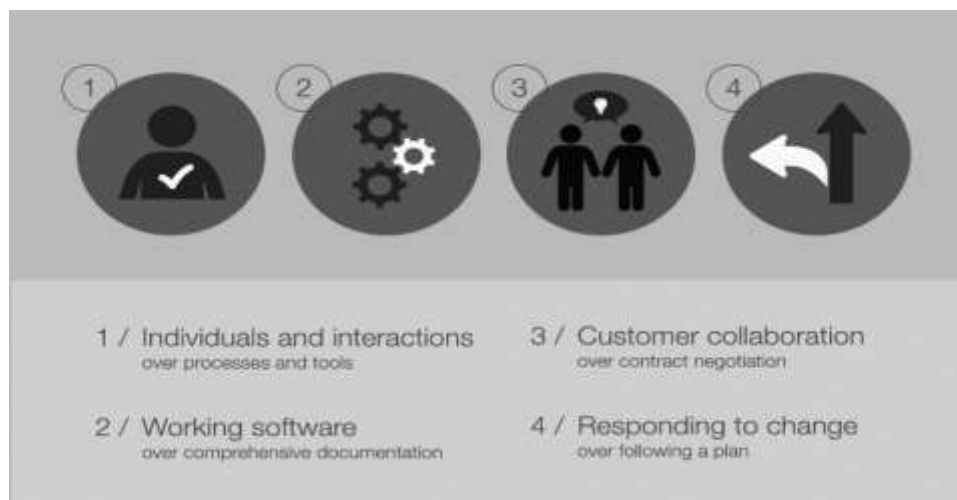 1
2
3
4
1 / Individuals and interactions
over processes and tools
2 / Working software
over comprehensive documentation
3 / Customer collaboration
over contract negotiation
4 / Responding to change
over following a plan